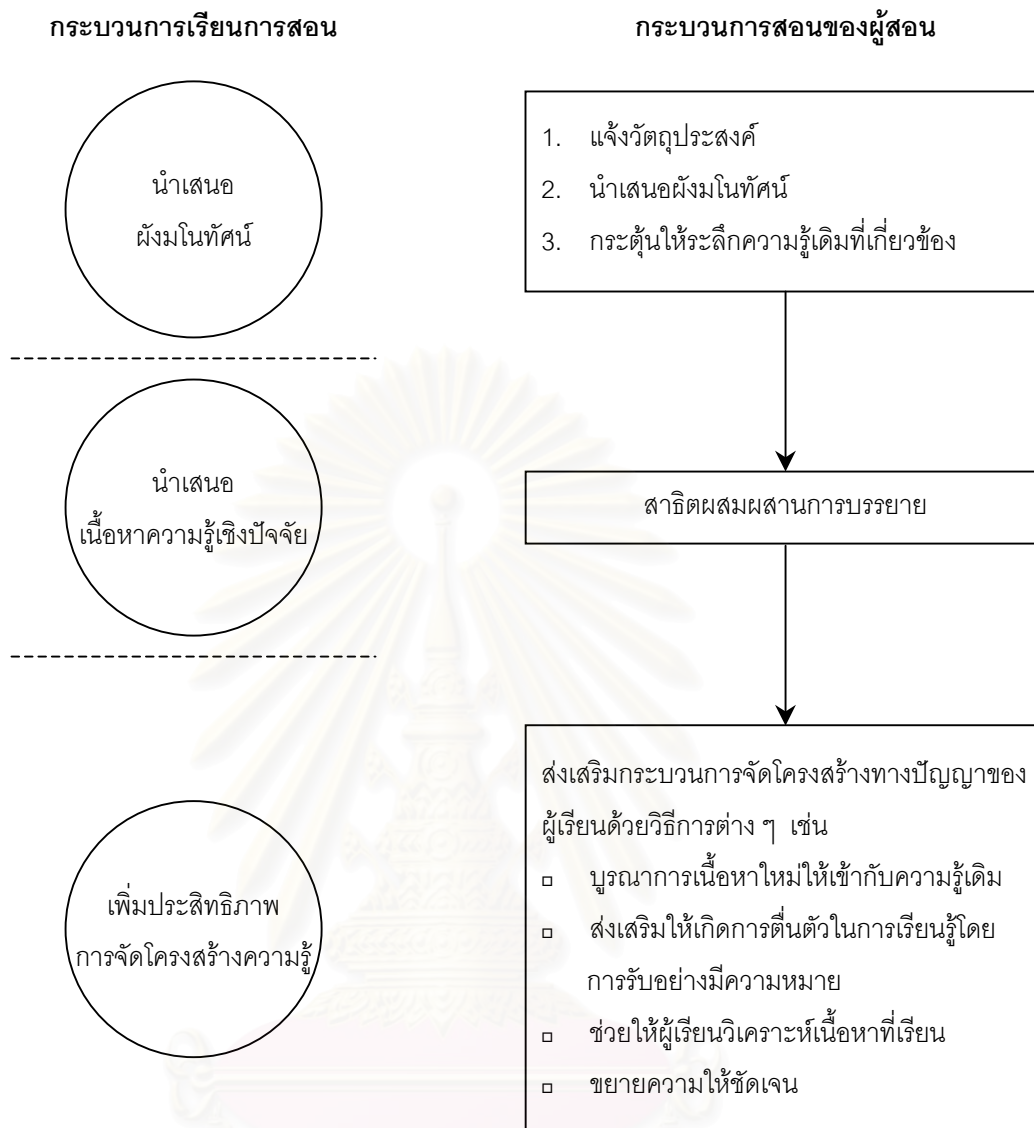 กระบวนการเรียนการสอน
กระบวนการสอนของผู้สอน
นำเสนอ
ผังมโนทัศน์
1. แจ้งวัตถุประสงค์
2. นำเสนอผังมโนทัศน์
3. กระตุ้นให้ระลึกความรู้เดิมที่เกี่ยวข้อง
นำเสนอ
เนื้อหาความรู้เชิงปัจจัย
สาธิตผสมผสานการบรรยาย
เพิ่มประสิทธิภาพ
การจัดโครงสร้างความรู้
ส่งเสริมกระบวนการจัดโครงสร้างทางปัญญาของ
ผู้เรียนด้วยวิธีการต่าง ๆ เช่น
▫ บูรณาการเนื้อหาใหม่ให้เข้ากับความรู้เดิม
▫ ส่งเสริมให้เกิดการตื่นตัวในการเรียนรู้โดย
การรับอย่างมีความหมาย
▫ ช่วยให้ผู้เรียนวิเคราะห์เนื้อหาที่เรียน
▫ ขยายความให้ชัดเจน